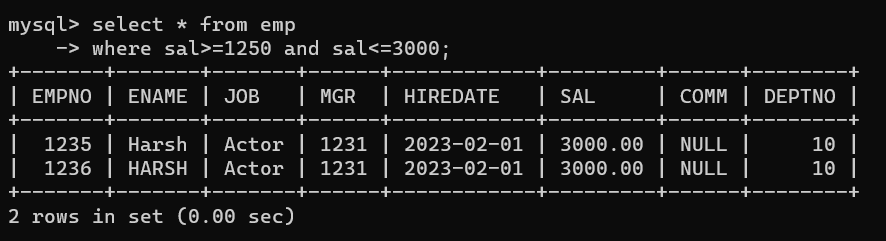 mysql> select * from emp
    -> where sal>=1250 and sal<=3000;
+-------+-------+-------+------+------------+---------+------+--------+
| EMPNO | ENAME | JOB   | MGR  | HIREDATE   | SAL     | COMM | DEPTNO |
+-------+-------+-------+------+------------+---------+------+--------+
|  1235 | Harsh | Actor | 1231 | 2023-02-01 | 3000.00 | NULL |     10 |
|  1236 | HARSH | Actor | 1231 | 2023-02-01 | 3000.00 | NULL |     10 |
+-------+-------+-------+------+------------+---------+------+--------+
2 rows in set (0.00 sec)